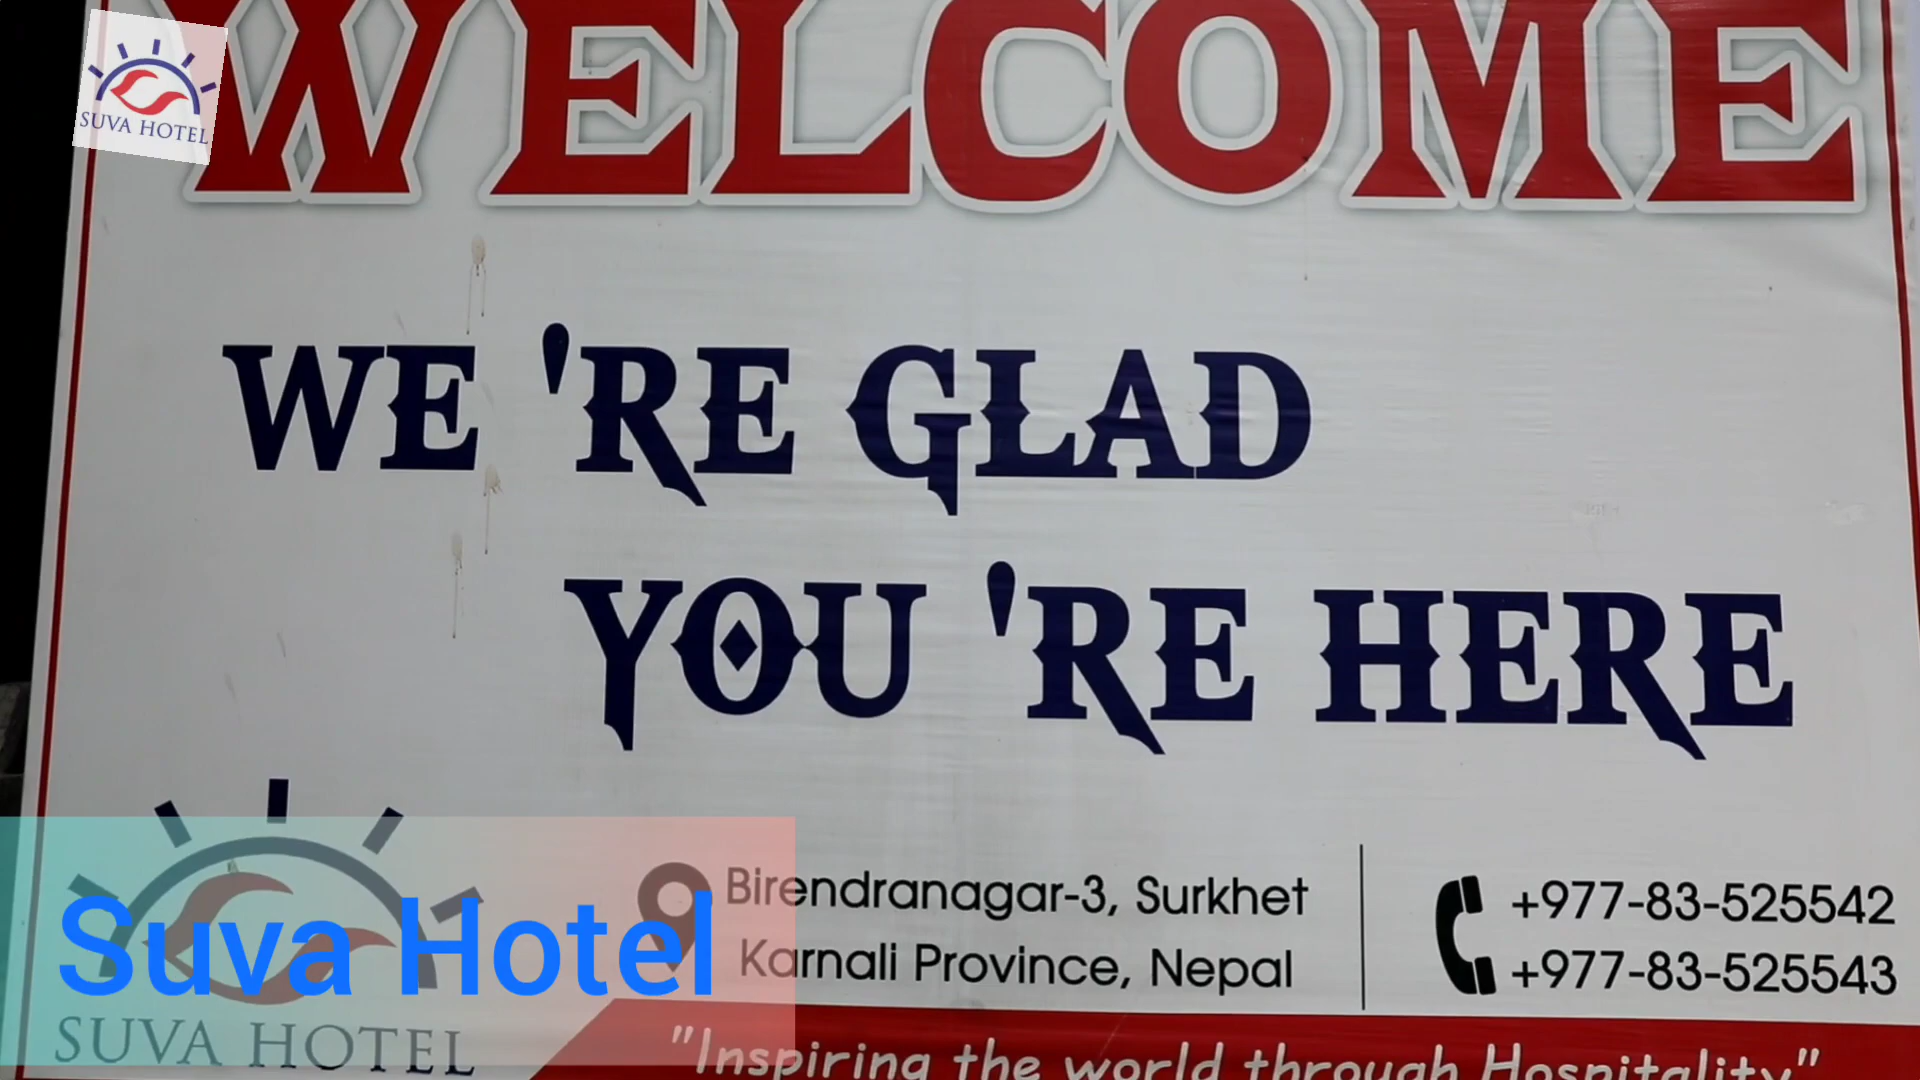 WELCOME
SUVA HOTEL
WE 'RE GLAD
YOU 'RE HERE
Birendranagar-3, Surkhet
Karnali Province, Nepal
+977-83-525542
+977-83-525543
Suva Hotel
SUVA HOTEL
"Inspiring the world through Hospitality"